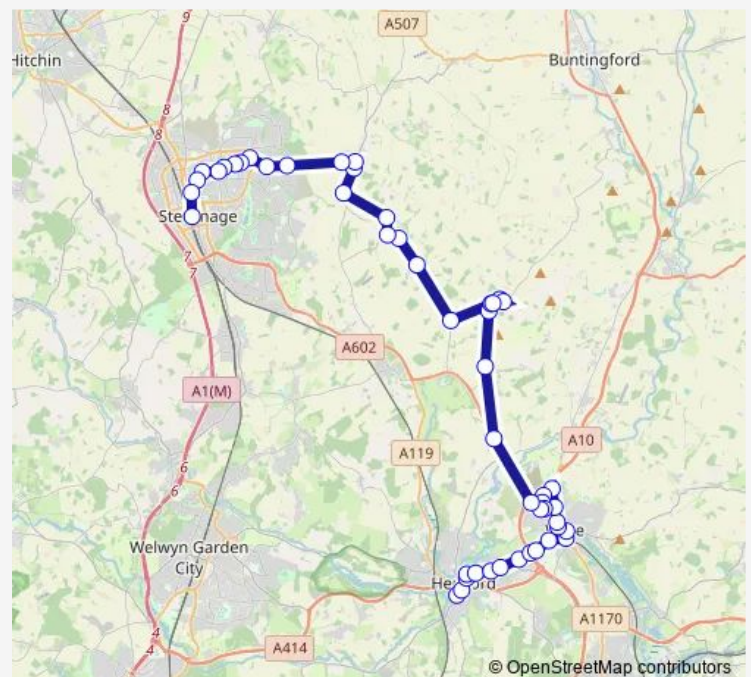 A507
Hitchin
Buntingford
9
8
8
Stevenage
7
7
A602
A1(M)
A10
A119
6
6
Welwyn Garden
City
Hertford
A1170
4
4
A414
© OpenStreetMap contributors